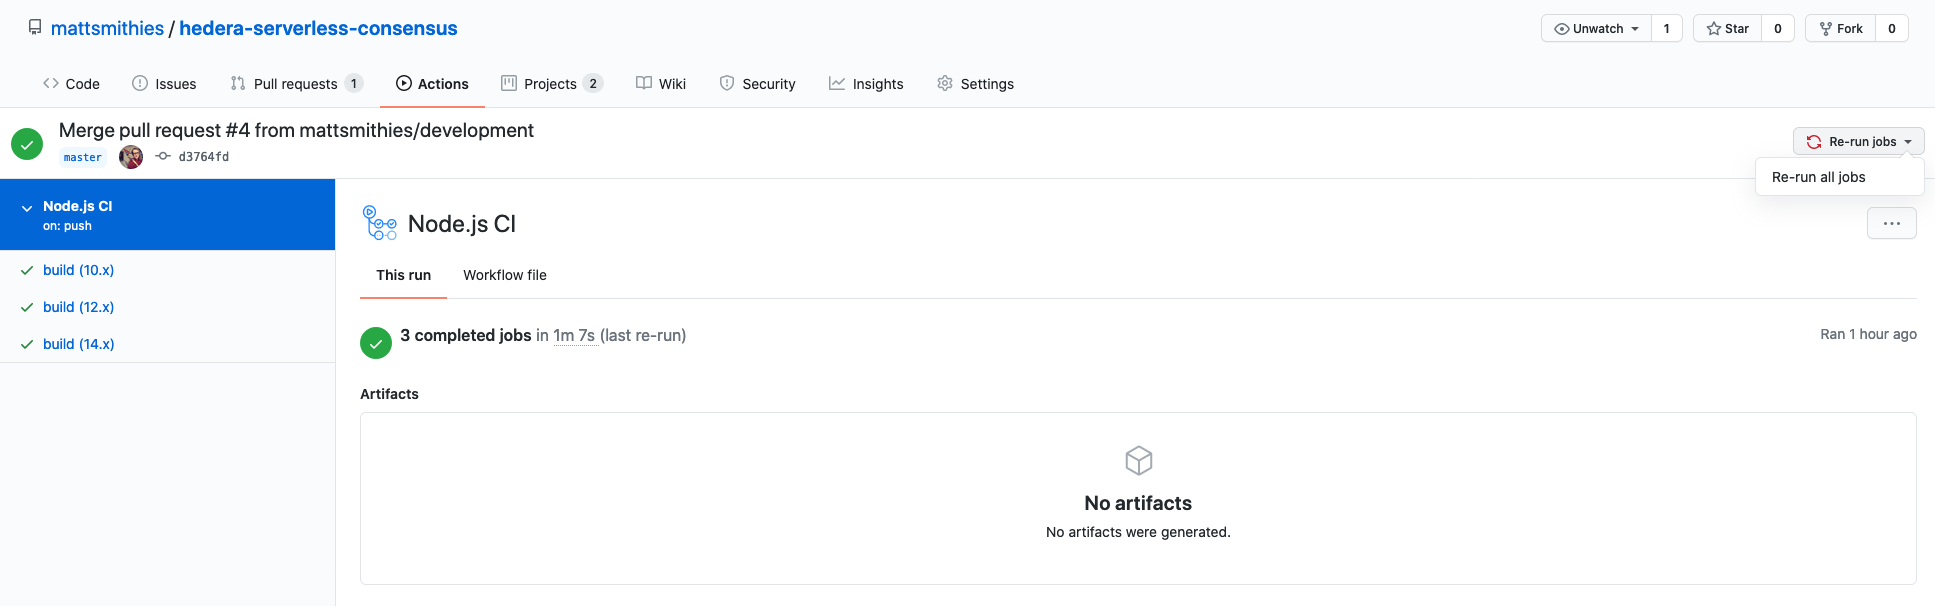 mattsmithies / hedera-serverless-consensus
Unwatch 1 Star 0 Fork 0
Code Issues Pull requests 1 Actions Projects 2 Wiki Security Insights Settings
Merge pull request #4 from mattsmithies/development
master d3764fd
Re-run jobs
Re-run all jobs
Node.js CI
on: push
build (10.x)
build (12.x)
build (14.x)
Node.js CI
...
This run Workflow file
3 completed jobs in 1m 7s (last re-run)
Ran 1 hour ago
Artifacts
No artifacts
No artifacts were generated.